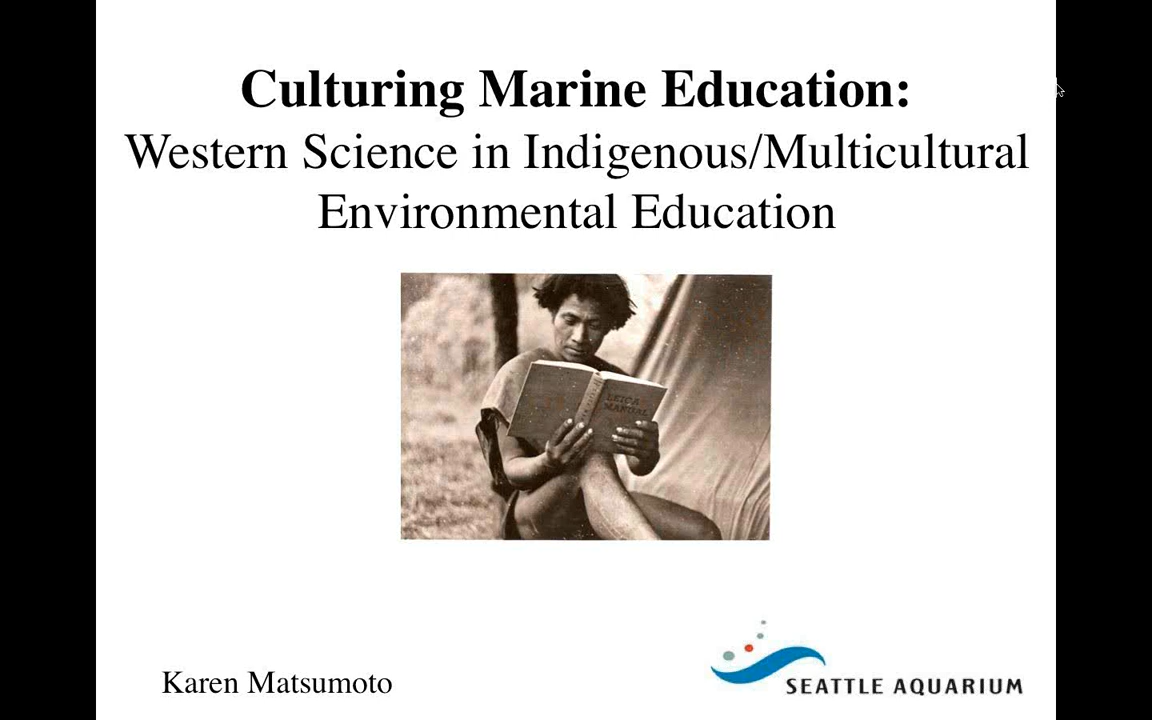 Culturing Marine Education:
Western Science in Indigenous/Multicultural
Environmental Education
LEICA
MANUAL
Karen Matsumoto
SEATTLE AQUARIUM